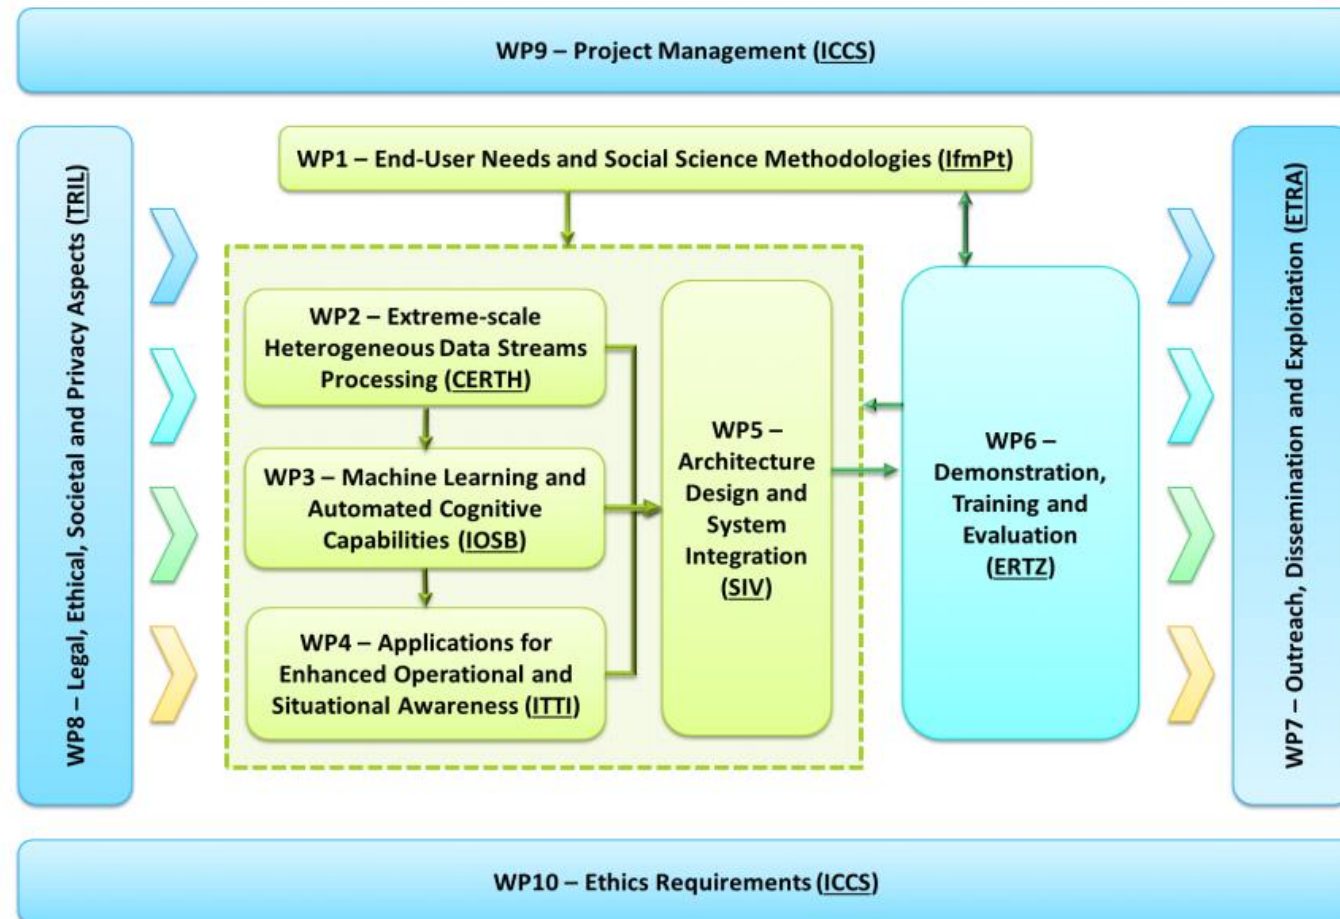 WP9 – Project Management (ICCS)
WP1 – End-User Needs and Social Science Methodologies (IfmPt)
WP8 – Legal, Ethical, Societal and Privacy Aspects (TRIL)
WP2 – Extreme-scale
Heterogeneous Data Streams
Processing (CERTH)
WP3 – Machine Learning and
Automated Cognitive
Capabilities (IOSB)
WP4 – Applications for
Enhanced Operational and
Situational Awareness (ITTI)
WP5 –
Architecture
Design and
System
Integration
(SIV)
WP6 –
Demonstration,
Training and
Evaluation
(ERTZ)
WP7 – Outreach, Dissemination and Exploitation (ETRA)
WP10 – Ethics Requirements (ICCS)